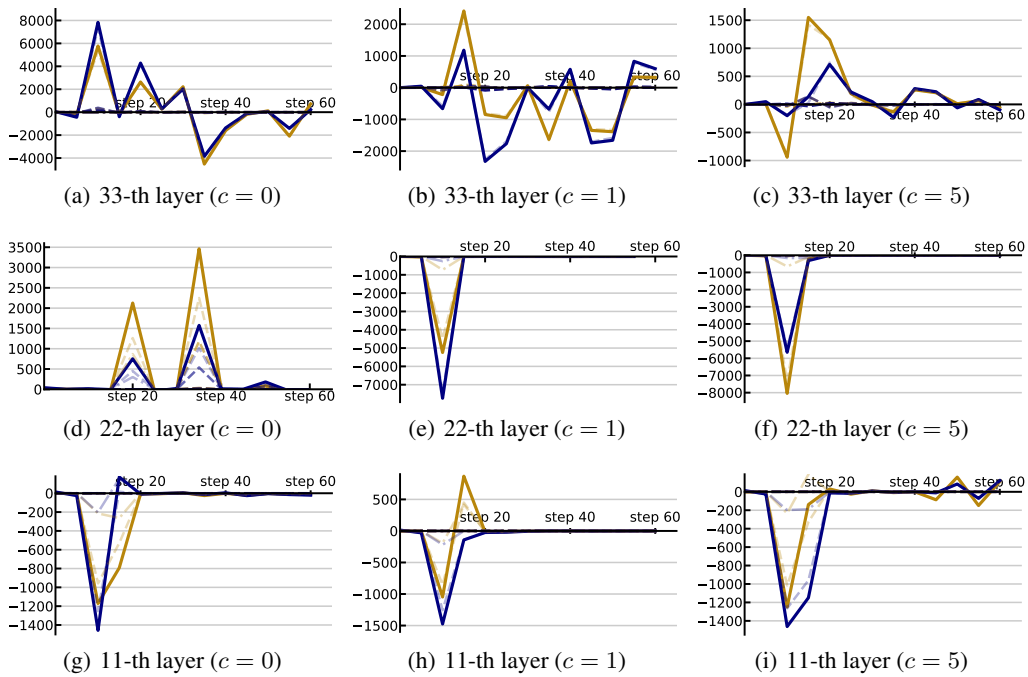 8000
6000
4000
2000
0
−2000
−4000
step 20
step 40
step 60
(a) 33-th layer (c = 0)
2000
1000
0
−1000
−2000
step 20
step 40
step 60
(b) 33-th layer (c = 1)
1500
1000
500
0
−500
−1000
step 20
step 40
step 60
(c) 33-th layer (c = 5)
3500
3000
2500
2000
1500
1000
500
0
step 20
step 40
step 60
(d) 22-th layer (c = 0)
0
−1000
−2000
−3000
−4000
−5000
−6000
−7000
step 20
step 40
step 60
(e) 22-th layer (c = 1)
0
−1000
−2000
−3000
−4000
−5000
−6000
−7000
−8000
step 20
step 40
step 60
(f) 22-th layer (c = 5)
0
−200
−400
−600
−800
−1000
−1200
−1400
step 20
step 40
step 60
(g) 11-th layer (c = 0)
500
0
−500
−1000
−1500
step 20
step 40
step 60
(h) 11-th layer (c = 1)
0
−200
−400
−600
−800
−1000
−1200
−1400
step 20
step 40
step 60
(i) 11-th layer (c = 5)